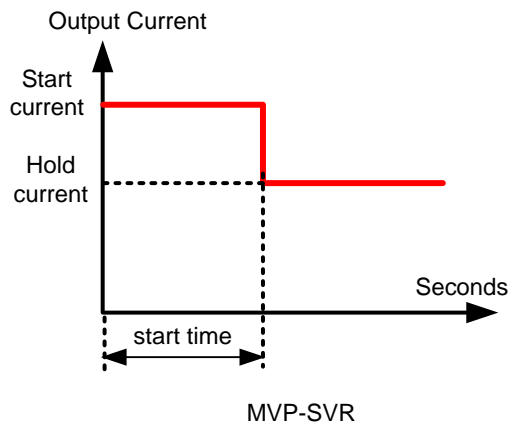 Output Current
Start
current
Hold
current
Seconds
start time
MVP-SVR